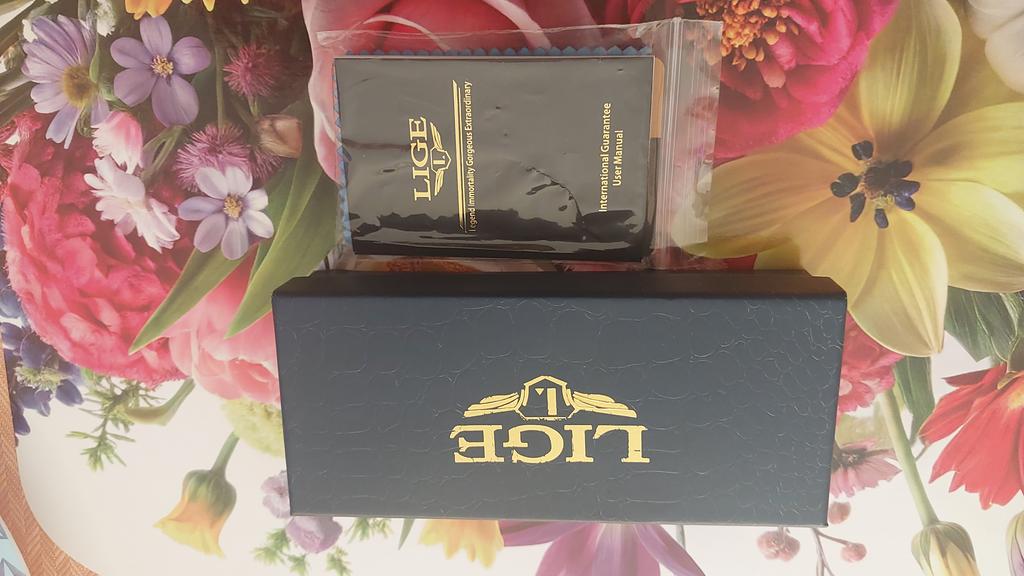 LIGE
Legend Immortality Gorgeous Extraordinary
International Guarantee
User Manual
L
LIGE